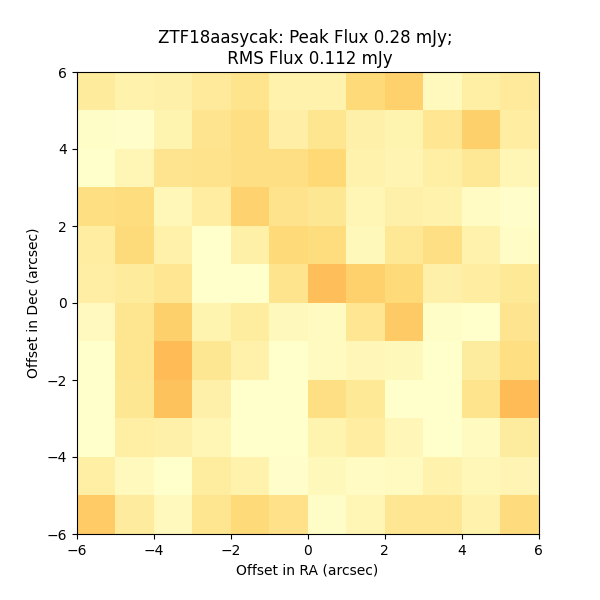 ZTF18aasycak: Peak Flux 0.28 mJy;
RMS Flux 0.112 mJy
6
4
2
0
−2
−4
−6
Offset in Dec (arcsec)
−6 −4 −2 0 2 4 6
Offset in RA (arcsec)